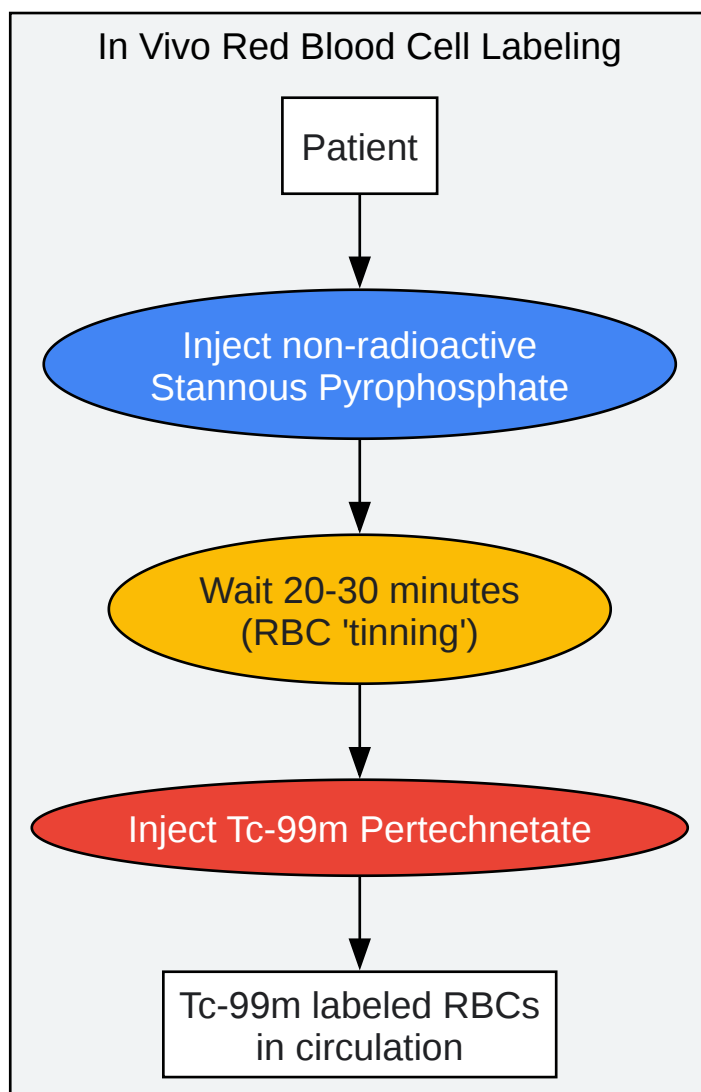 In Vivo Red Blood Cell Labeling
Patient
Inject non-radioactive
Stannous Pyrophosphate
Wait 20-30 minutes
(RBC 'tinning')
Inject Tc-99m Pertechnetate
Tc-99m labeled RBCs
in circulation